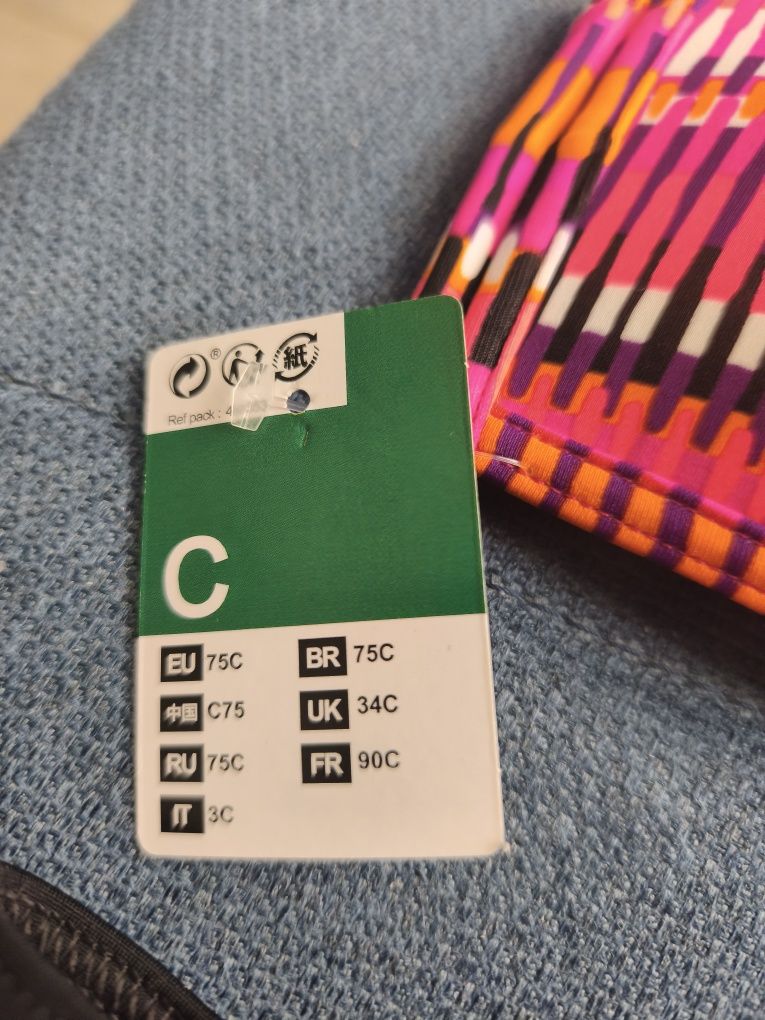 ®
紙
Ref pack :
C
EU 75C
BR 75C
中国 C75
UK 34C
RU 75C
FR 90C
IT 3C